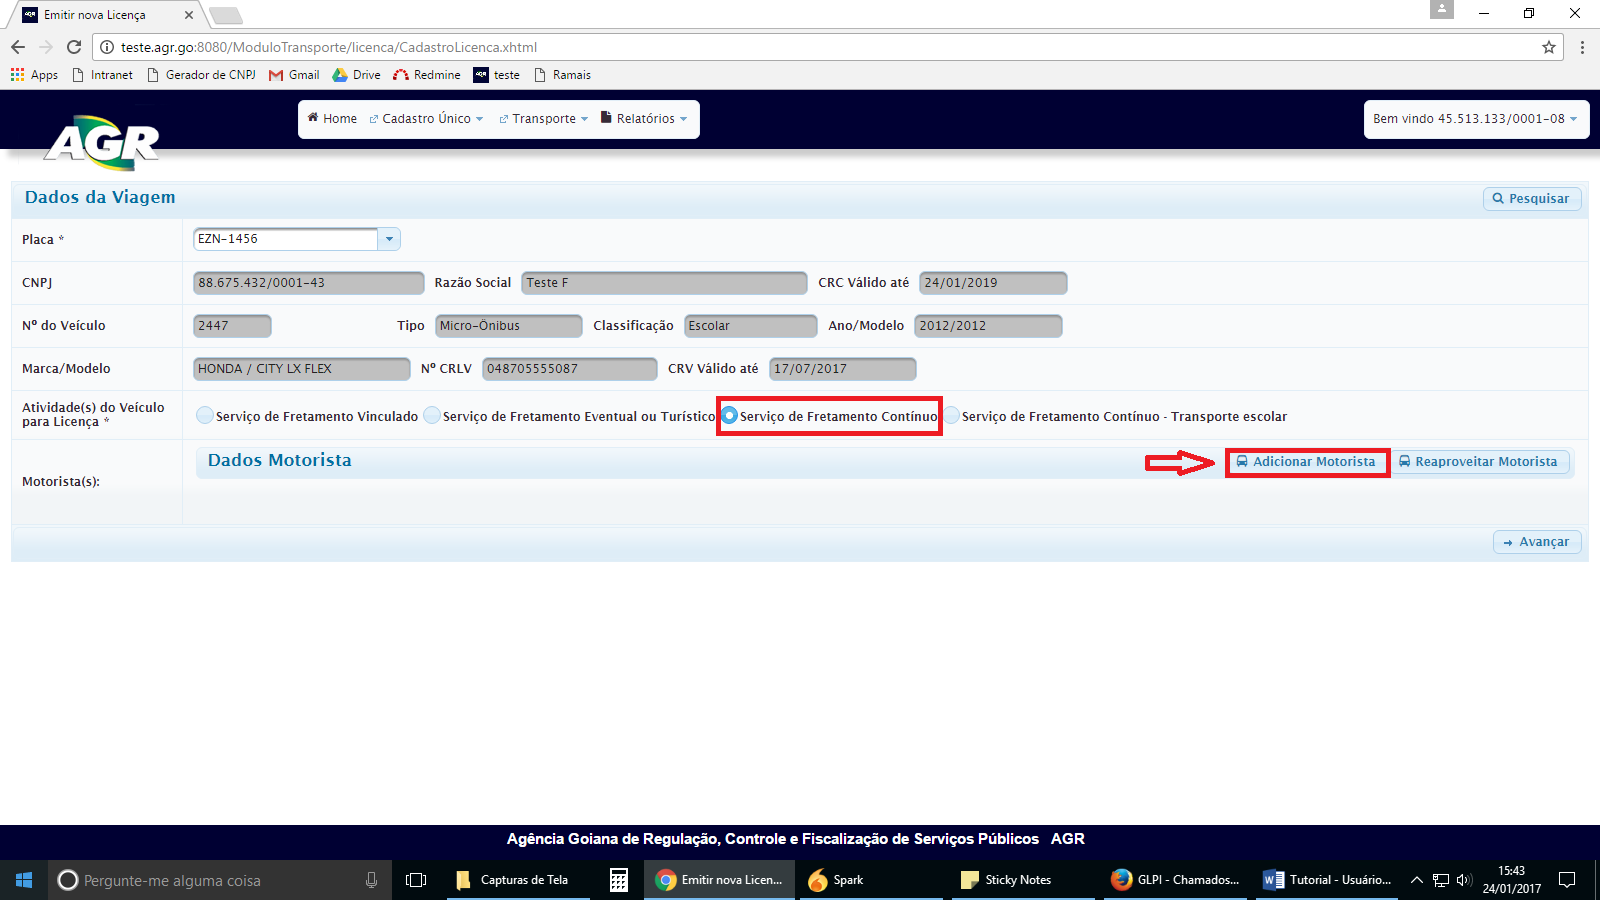 Emitir nova Licença
teste.agr.go:8080/ModuloTransporte/licenca/CadastroLicenca.xhtml
Apps Intranet Gerador de CNPJ Gmail Drive Redmine teste Ramais
AGR
Home Cadastro Único Transporte Relatórios
Bem vindo 45.513.133/0001-08
Dados da Viagem
Pesquisar
Placa * EZN-1456
CNPJ 88.675.432/0001-43 Razão Social Teste F CRC Válido até 24/01/2019
Nº do Veículo 2447 Tipo Micro-Ônibus Classificação Escolar Ano/Modelo 2012/2012
Marca/Modelo HONDA / CITY LX FLEX Nº CRLV 048705555087 CRV Válido até 17/07/2017
Atividade(s) do Veículo
para Licença *
Serviço de Fretamento Vinculado Serviço de Fretamento Eventual ou Turístico Serviço de Fretamento Contínuo Serviço de Fretamento Contínuo - Transporte escolar
Motorista(s):
Dados Motorista
Adicionar Motorista Reaproveitar Motorista
Avançar
Agência Goiana de Regulação, Controle e Fiscalização de Serviços Públicos AGR
Pergunte-me alguma coisa
Capturas de Tela
Emitir nova Licen...
Spark
Sticky Notes
GLPI - Chamados...
Tutorial - Usuário...
15:43
24/01/2017